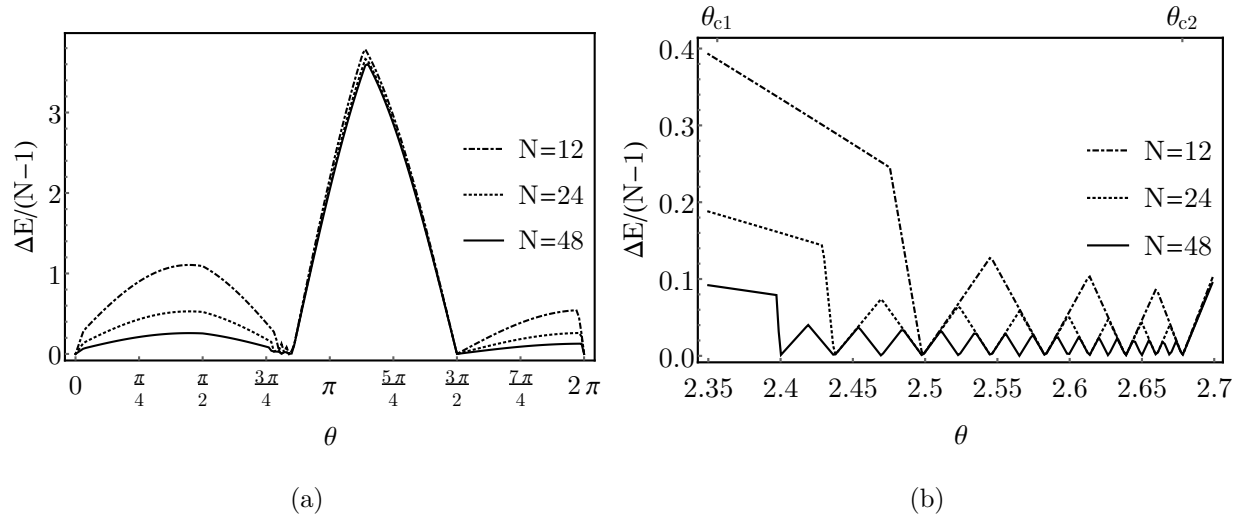 ΔE/(N−1)
3
2
1
0
N=12
N=24
N=48
0 π/4 π/2 3π/4 π 5π/4 3π/2 7π/4 2π
θ
(a)
θc1 θc2
ΔE/(N−1)
0.4
0.3
0.2
0.1
0.0
N=12
N=24
N=48
2.35 2.4 2.45 2.5 2.55 2.6 2.65 2.7
θ
(b)